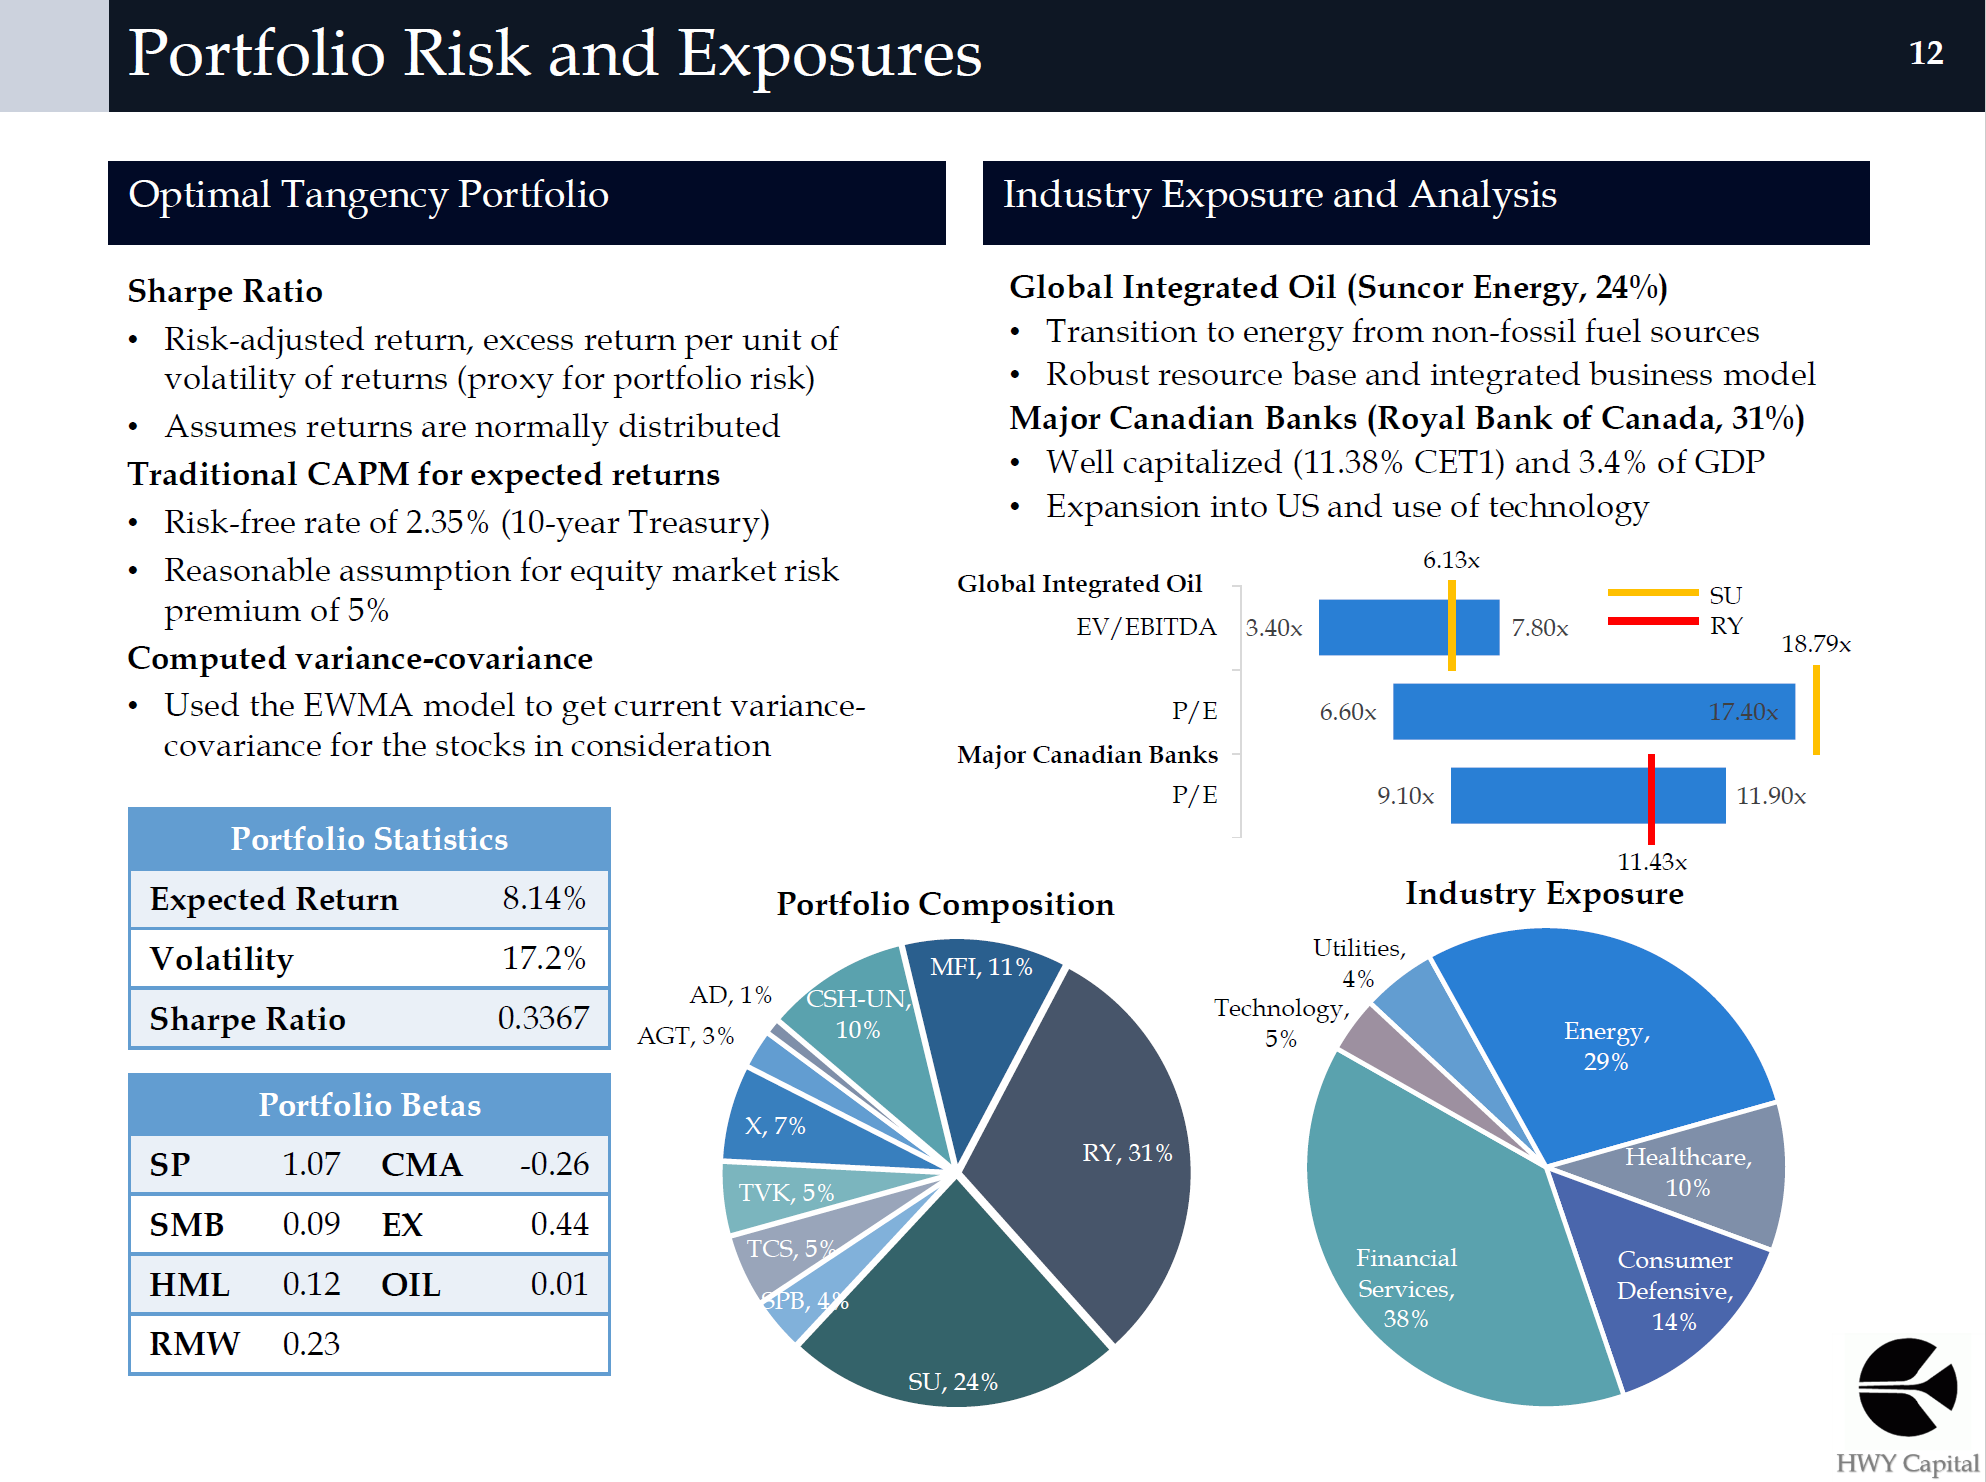 Portfolio Risk and Exposures
12
Optimal Tangency Portfolio
Sharpe Ratio
• Risk-adjusted return, excess return per unit of
volatility of returns (proxy for portfolio risk)
• Assumes returns are normally distributed
Traditional CAPM for expected returns
• Risk-free rate of 2.35% (10-year Treasury)
• Reasonable assumption for equity market risk
premium of 5%
Computed variance-covariance
• Used the EWMA model to get current variance-
covariance for the stocks in consideration
Portfolio Statistics
Expected Return 8.14%
Volatility 17.2%
Sharpe Ratio 0.3367
Portfolio Betas
SP 1.07 CMA -0.26
SMB 0.09 EX 0.44
HML 0.12 OIL 0.01
RMW 0.23
Industry Exposure and Analysis
Global Integrated Oil (Suncor Energy, 24%)
• Transition to energy from non-fossil fuel sources
• Robust resource base and integrated business model
Major Canadian Banks (Royal Bank of Canada, 31%)
• Well capitalized (11.38% CET1) and 3.4% of GDP
• Expansion into US and use of technology
6.13x
Global Integrated Oil
SU
EV/EBITDA 3.40x 7.80x
RY
18.79x
P/E 6.60x 17.40x
Major Canadian Banks
P/E 9.10x 11.90x
11.43x
Portfolio Composition
MFI, 11%
RY, 31%
SU, 24%
SPB, 4%
TCS, 5%
TVK, 5%
X, 7%
AGT, 3%
AD, 1%
CSH-UN,
10%
Industry Exposure
Energy,
29%
Healthcare,
10%
Consumer
Defensive,
14%
Financial
Services,
38%
Technology,
5%
Utilities,
4%
HWY Capital